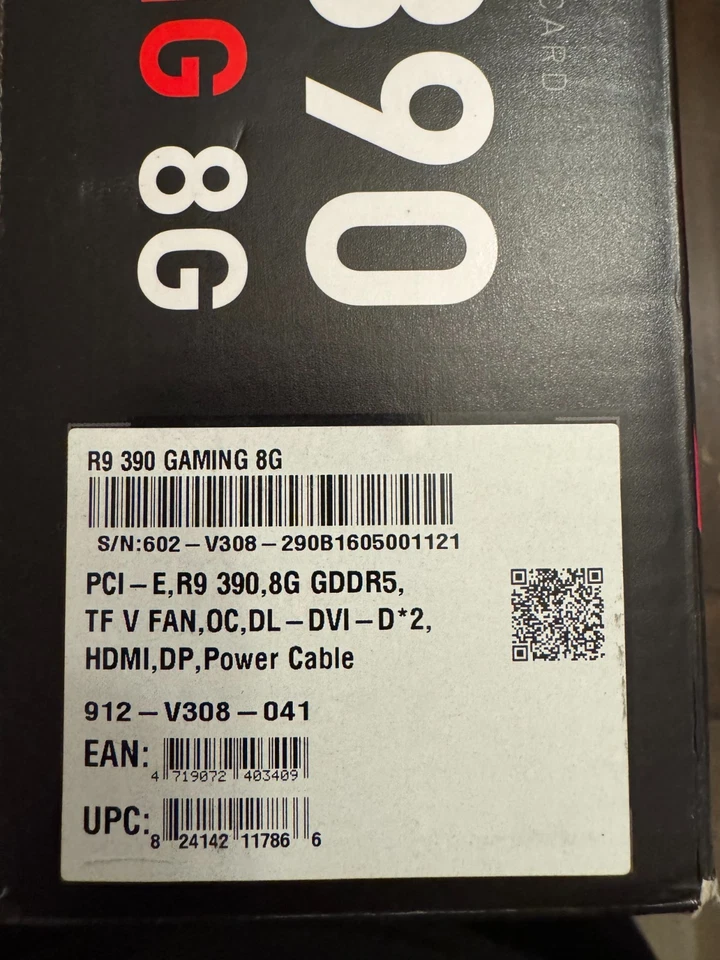 CARD
390
G 8G
R9 390 GAMING 8G
S/N:602-V308-290B1605001121
PCI-E,R9 390,8G GDDR5,
TF V FAN,OC,DL-DVI-D*2,
HDMI,DP,Power Cable
912-V308-041
EAN:
4 719072 403409
UPC:
8 24142 11786 6